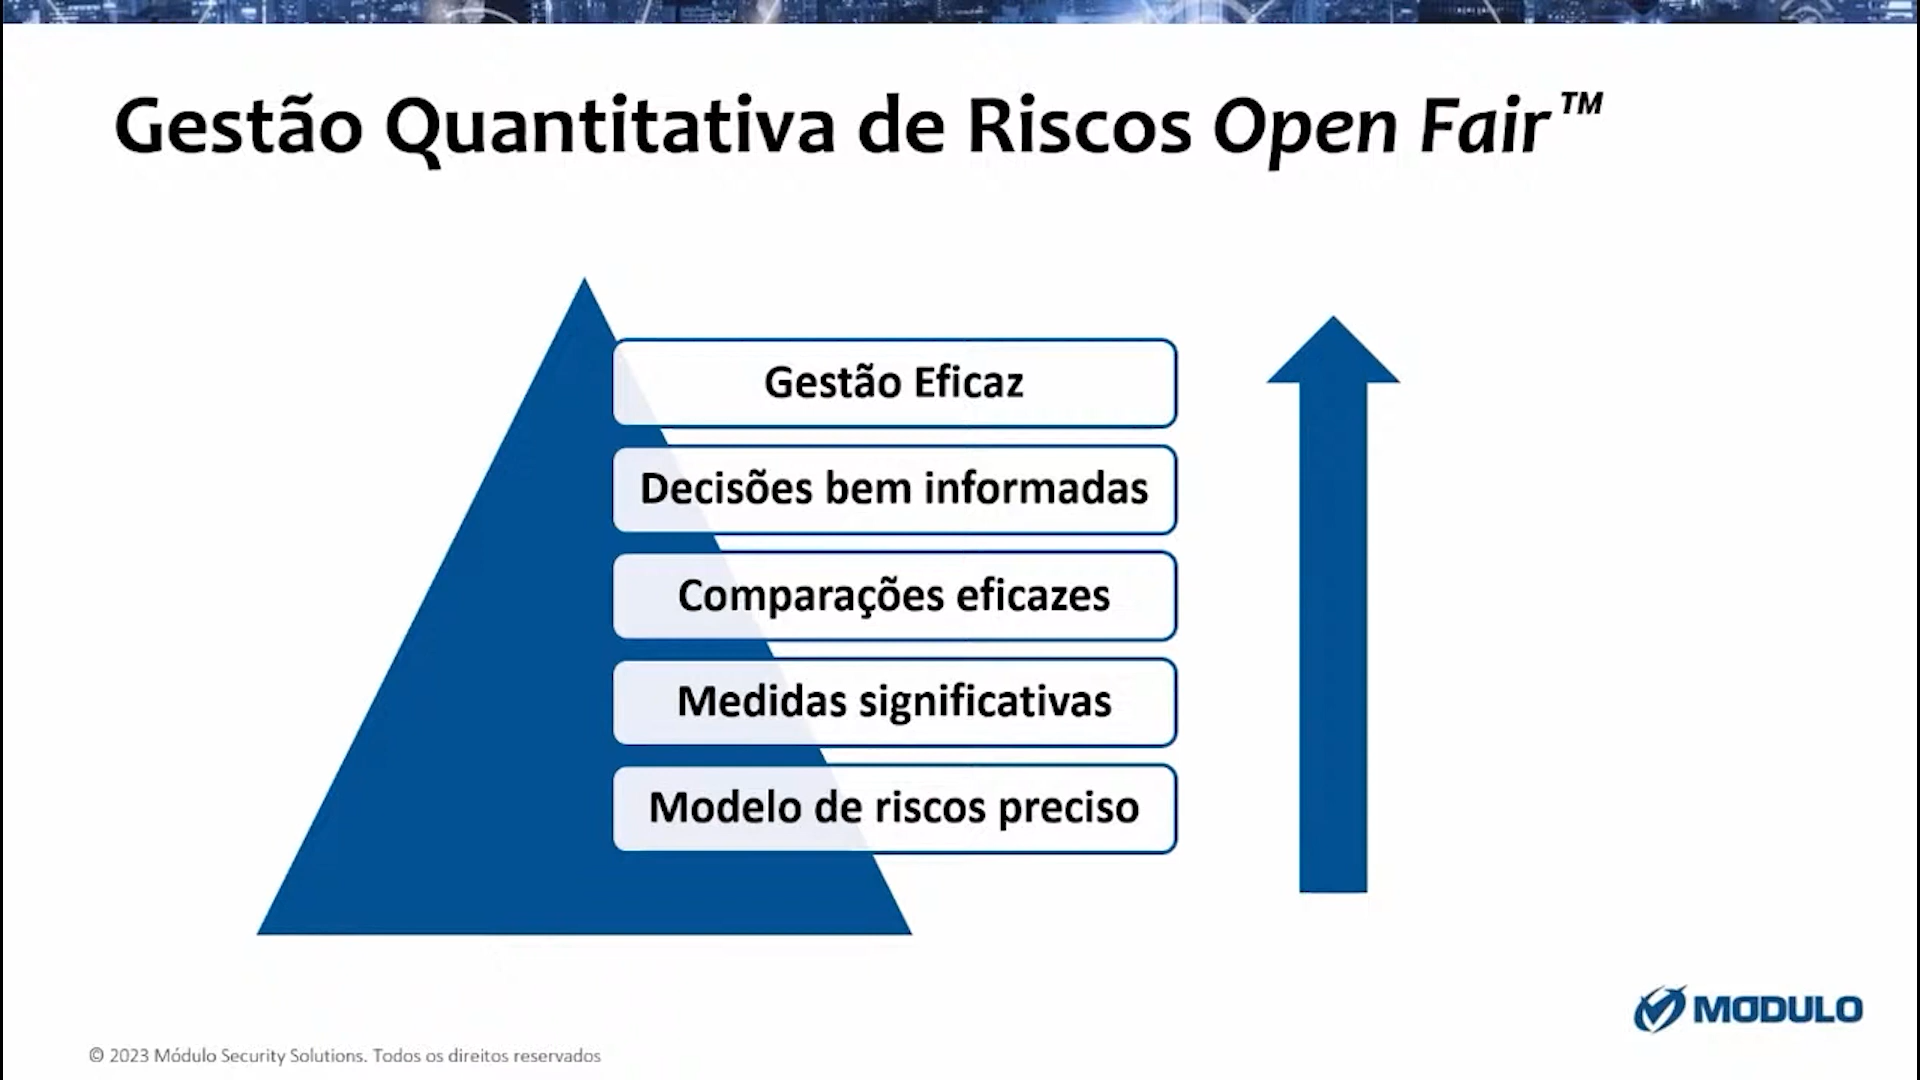 Gestão Quantitativa de Riscos Open Fair™
Gestão Eficaz
Decisões bem informadas
Comparações eficazes
Medidas significativas
Modelo de riscos preciso
MODULO
© 2023 Módulo Security Solutions. Todos os direitos reservados